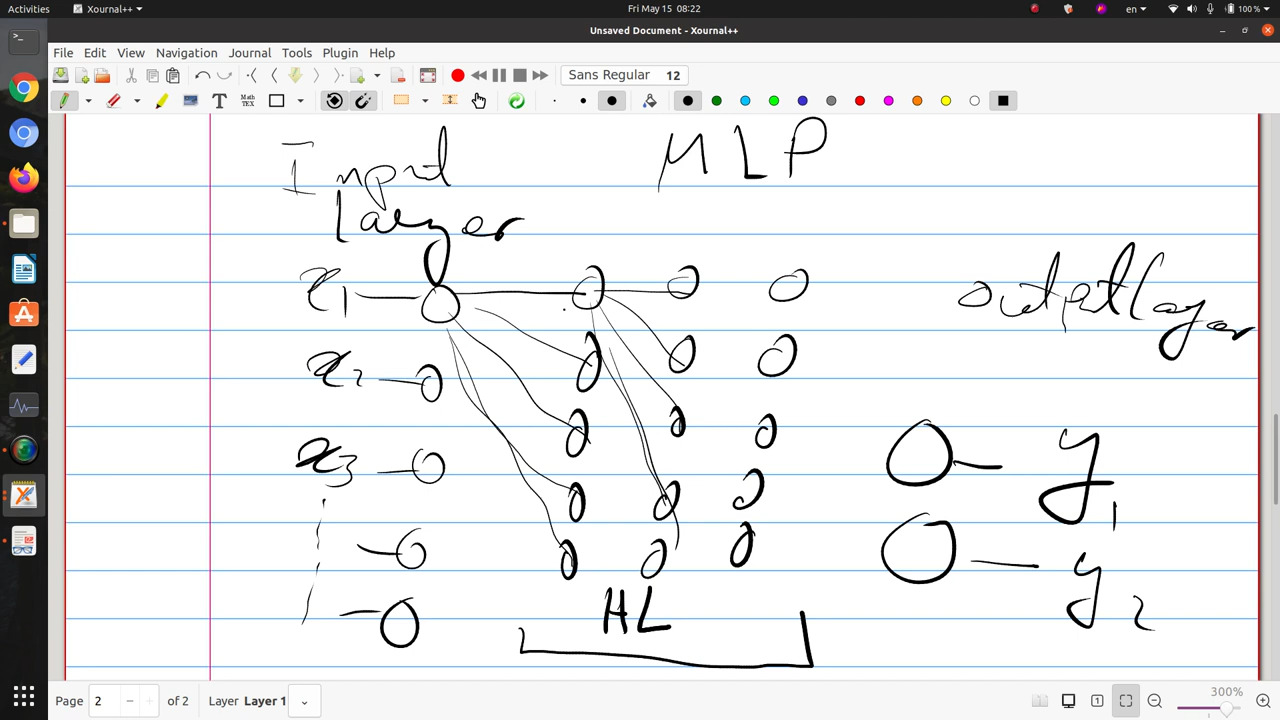 Activities Xournal++ Fri May 15 08:22 en 100 %
Unsaved Document - Xournal++
File Edit View Navigation Journal Tools Plugin Help
Sans Regular 12
Input MLP
Layer
x1
output layer
x2
x3
y1
y2
HL
Page 2 of 2 Layer Layer 1 300%